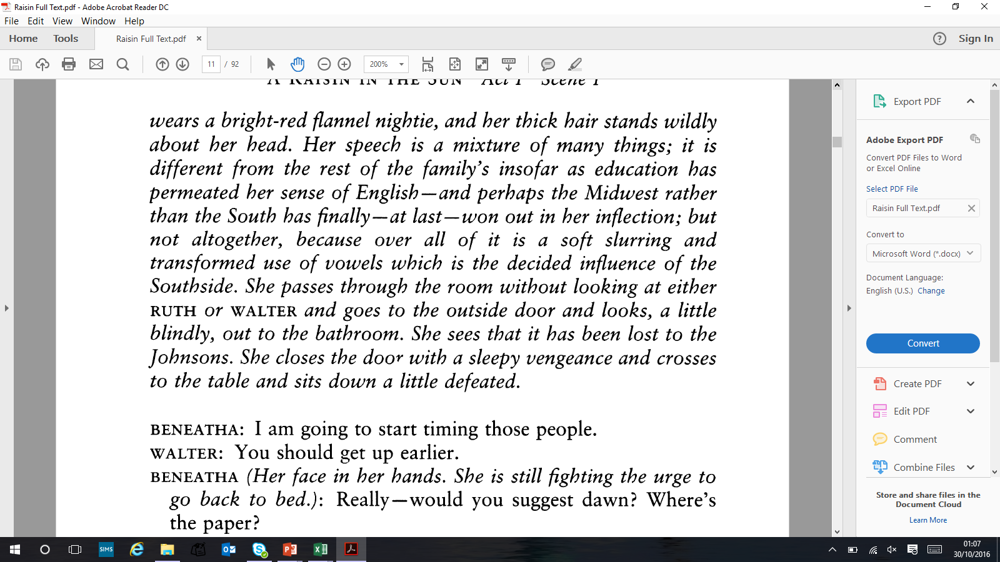 Raisin Full Text.pdf - Adobe Acrobat Reader DC
File Edit View Window Help
Home Tools Raisin Full Text.pdf × Sign In
11 / 92 200%
A RAISIN IN THE SUN Act I Scene I
wears a bright-red flannel nightie, and her thick hair stands wildly
about her head. Her speech is a mixture of many things; it is
different from the rest of the family's insofar as education has
permeated her sense of English—and perhaps the Midwest rather
than the South has finally—at last—won out in her inflection; but
not altogether, because over all of it is a soft slurring and
transformed use of vowels which is the decided influence of the
Southside. She passes through the room without looking at either
RUTH or WALTER and goes to the outside door and looks, a little
blindly, out to the bathroom. She sees that it has been lost to the
Johnsons. She closes the door with a sleepy vengeance and crosses
to the table and sits down a little defeated.
BENEATHA: I am going to start timing those people.
WALTER: You should get up earlier.
BENEATHA (Her face in her hands. She is still fighting the urge to
go back to bed.): Really—would you suggest dawn? Where's
the paper?
Export PDF
Adobe Export PDF
Convert PDF Files to Word
or Excel Online
Select PDF File
Raisin Full Text.pdf
Convert to
Microsoft Word (*.docx)
Document Language:
English (U.S.) Change
Convert
Create PDF
Edit PDF
Comment
Combine Files
Store and share files in the
Document Cloud
Learn More
SIMS
01:07
30/10/2016